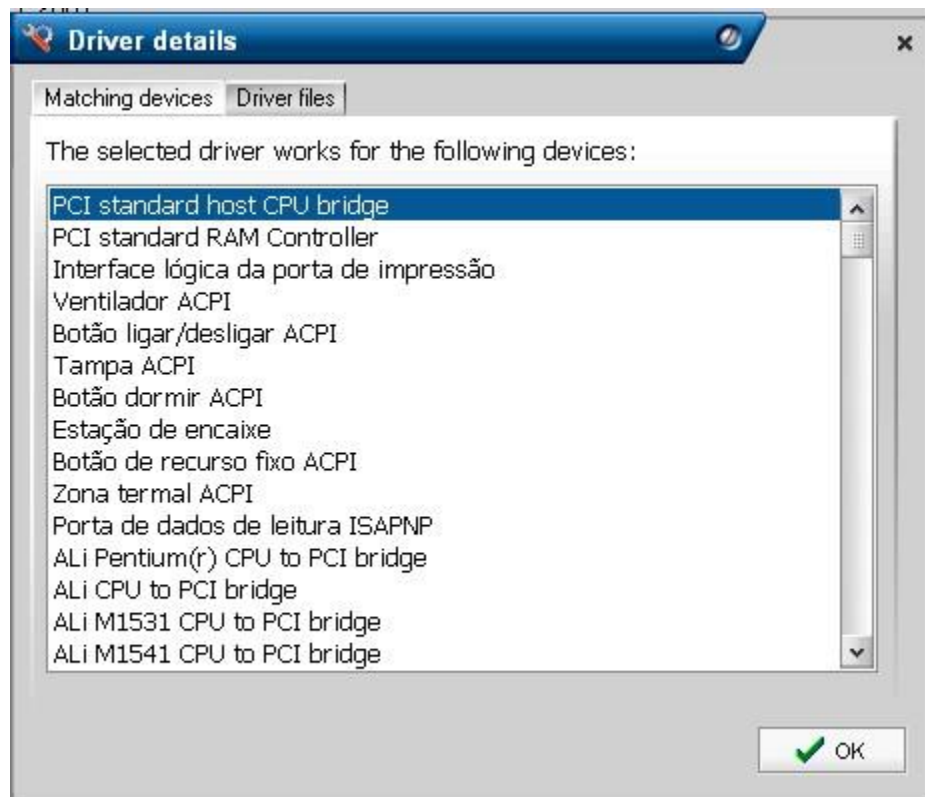 Driver details
Matching devices Driver files
The selected driver works for the following devices:
PCI standard host CPU bridge
PCI standard RAM Controller
Interface lógica da porta de impressão
Ventilador ACPI
Botão ligar/desligar ACPI
Tampa ACPI
Botão dormir ACPI
Estação de encaixe
Botão de recurso fixo ACPI
Zona termal ACPI
Porta de dados de leitura ISAPNP
ALi Pentium(r) CPU to PCI bridge
ALi CPU to PCI bridge
ALi M1531 CPU to PCI bridge
ALi M1541 CPU to PCI bridge
OK